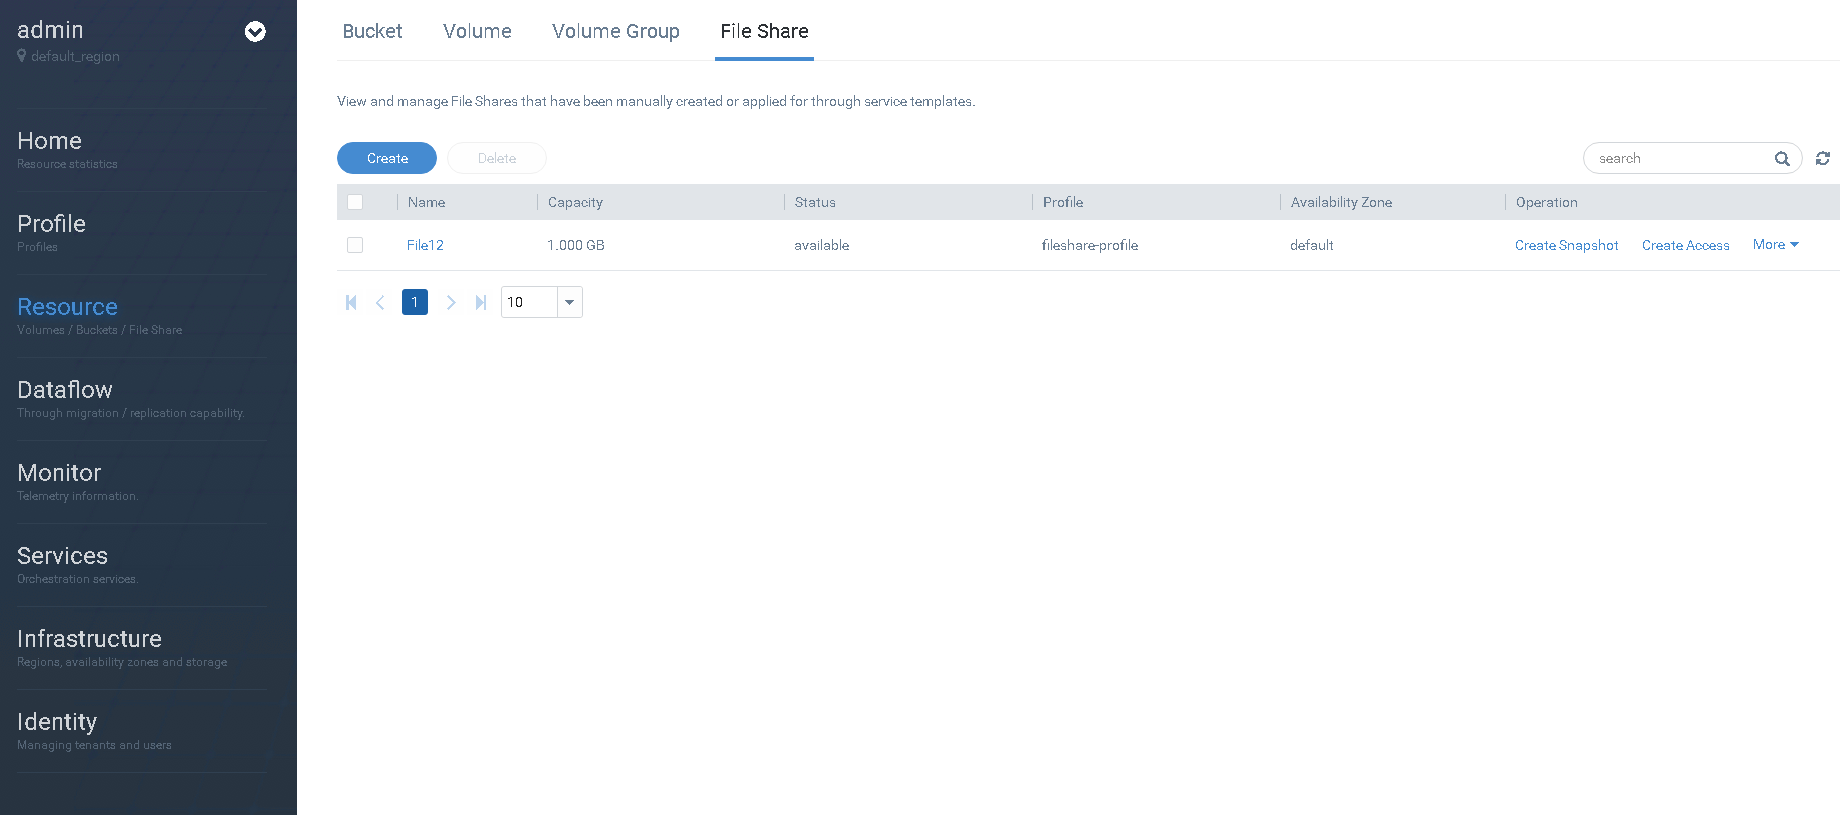 admin
default_region
Home
Resource statistics
Profile
Profiles
Resource
Volumes / Buckets / File Share
Dataflow
Through migration / replication capability.
Monitor
Telemetry information.
Services
Orchestration services.
Infrastructure
Regions, availability zones and storage
Identity
Managing tenants and users
Bucket Volume Volume Group File Share
View and manage File Shares that have been manually created or applied for through service templates.
Create Delete search
Name Capacity Status Profile Availability Zone Operation
File12 1.000 GB available fileshare-profile default Create Snapshot Create Access More
1 10